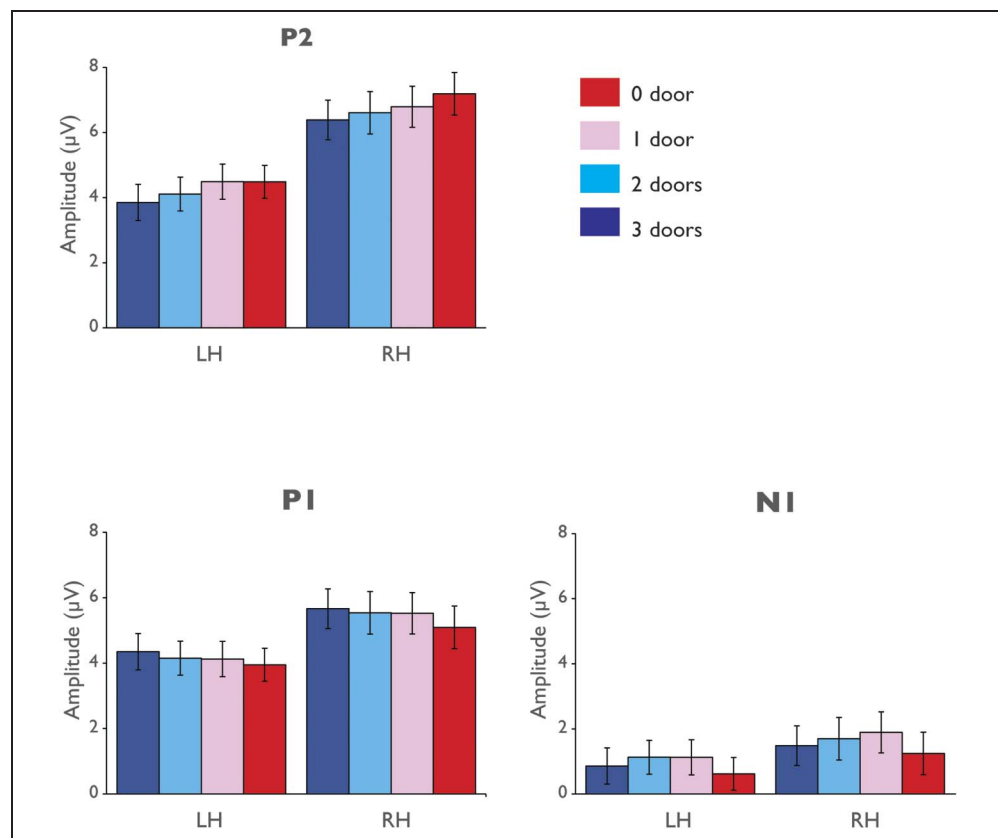 P2
8
6
4
2
0
Amplitude (µV)
LH
RH
0 door
1 door
2 doors
3 doors
P1
8
6
4
2
0
Amplitude (µV)
LH
RH
N1
8
6
4
2
0
Amplitude (µV)
LH
RH